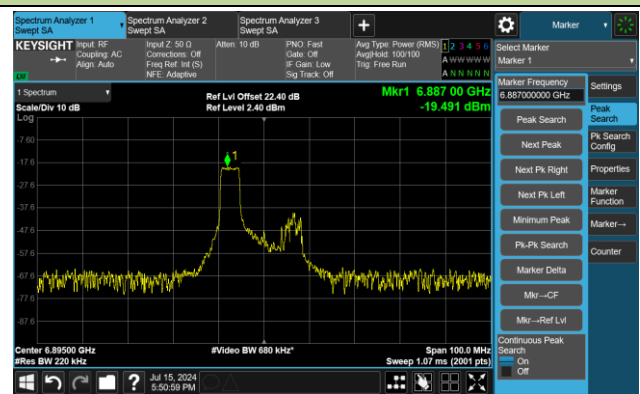 Spectrum Analyzer 1
Swept SA
Spectrum Analyzer 2
Swept SA
Spectrum Analyzer 3
Swept SA
Marker
KEYSIGHT
Input: RF
Coupling: AC
Align: Auto
Input Z: 50 Ω
Corrections: Off
Freq Ref: Int (S)
NFE: Adaptive
Atten: 10 dB
PNO: Fast
Gate: Off
IF Gain: Low
Sig Track: Off
Avg Type: Power (RMS)
Avg|Hold: 100/100
Trig: Free Run
1 2 3 4 5 6
A W W W W W
A N N N N N
LVI
Select Marker
Marker 1
1 Spectrum
Scale/Div 10 dB
Log
Ref Lvl Offset 22.40 dB
Ref Level 2.40 dBm
Mkr1 6.887 00 GHz
-19.491 dBm
1
-7.60
-17.6
-27.6
-37.6
-47.6
-57.6
-67.6
-77.6
-87.6
Center 6.89500 GHz
#Res BW 220 kHz
#Video BW 680 kHz*
Span 100.0 MHz
Sweep 1.07 ms (2001 pts)
Marker Frequency
6.887000000 GHz
Peak Search
Next Peak
Next Pk Right
Next Pk Left
Minimum Peak
Pk-Pk Search
Marker Delta
Mkr→CF
Mkr→Ref Lvl
Continuous Peak
Search
On
Off
Settings
Peak
Search
Pk Search
Config
Properties
Marker
Function
Marker→
Counter
?
Jul 15, 2024
5:50:59 PM